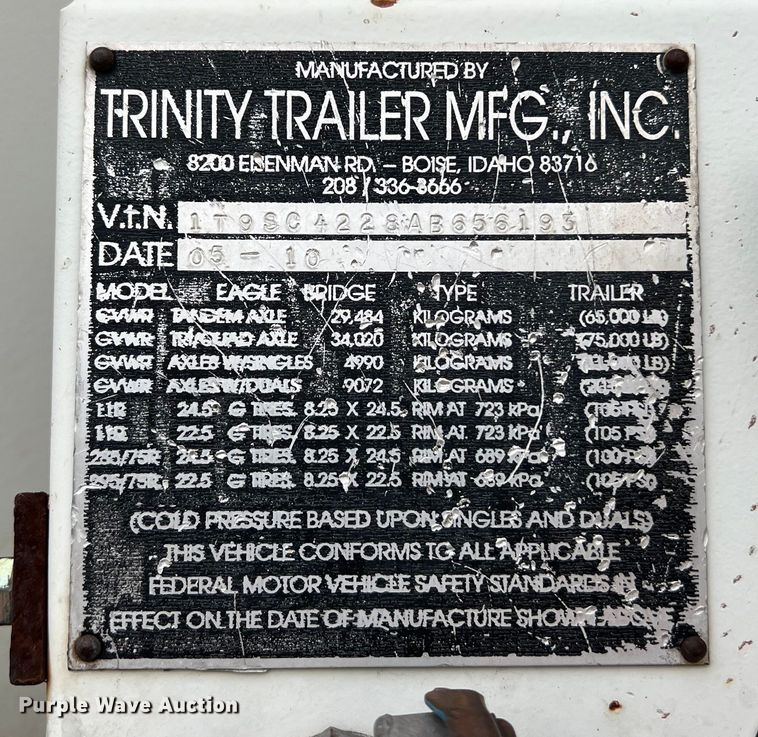 MANUFACTURED BY
TRINITY TRAILER MFG., INC.
8200 EISENMAN RD. – BOISE, IDAHO 83716
208 / 336-3666
V.I.N. 1T9SC4228AB656193
DATE 05 - 10
MODEL EAGLE BRIDGE TYPE TRAILER
GVWR TANDEM AXLE 29,484 KILOGRAMS (65,000 LB)
GVWR TRI/QUAD AXLE 34,020 KILOGRAMS (75,000 LB)
GVWR AXLES W/SINGLES 4990 KILOGRAMS LB)
GVWR AXLES W/DUALS 9072 KILOGRAMS LB)
11R 24.5 G TIRES. 8.25 X 24.5 RIM AT 723 kPa (105 PSI)
11R 22.5 G TIRES. 8.25 X 22.5 RIM AT 723 kPa (105 PSI)
285/75R 24.5 G TIRES. 8.25 X 24.5 RIM AT 689 kPa (100 PSI)
295/75R 22.5 G TIRES. 8.25 X 22.5 RIM AT kPa
(COLD PRESSURE BASED UPON SINGLES AND DUALS)
THIS VEHICLE CONFORMS TO ALL APPLICABLE
FEDERAL MOTOR VEHICLE SAFETY STANDARDS IN
EFFECT ON THE DATE OF MANUFACTURE SHOWN ABOVE
Purple Wave Auction